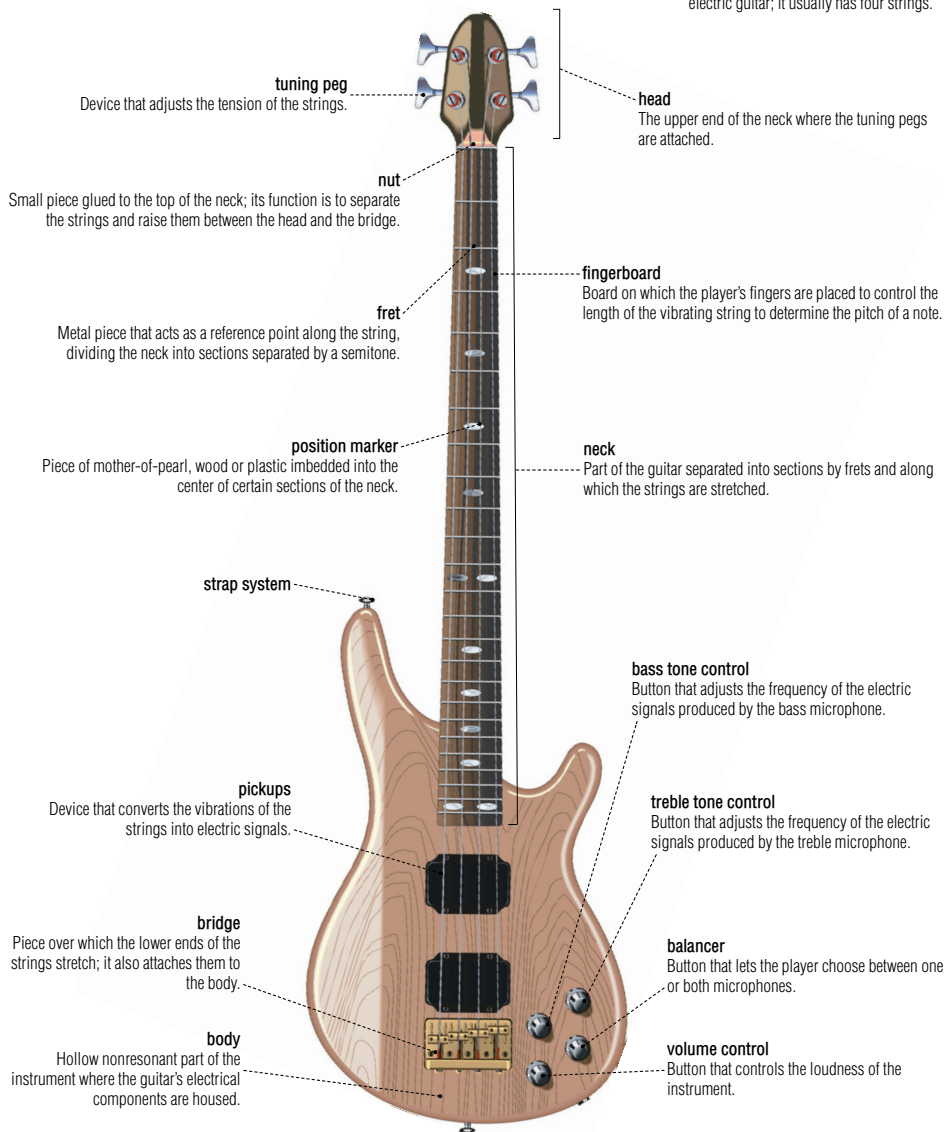 electric guitar; it usually has four strings.
tuning peg
Device that adjusts the tension of the strings.
head
The upper end of the neck where the tuning pegs
are attached.
nut
Small piece glued to the top of the neck; its function is to separate
the strings and raise them between the head and the bridge.
fingerboard
Board on which the player's fingers are placed to control the
length of the vibrating string to determine the pitch of a note.
fret
Metal piece that acts as a reference point along the string,
dividing the neck into sections separated by a semitone.
position marker
Piece of mother-of-pearl, wood or plastic imbedded into the
center of certain sections of the neck.
neck
Part of the guitar separated into sections by frets and along
which the strings are stretched.
strap system
bass tone control
Button that adjusts the frequency of the electric
signals produced by the bass microphone.
pickups
Device that converts the vibrations of the
strings into electric signals.
treble tone control
Button that adjusts the frequency of the electric
signals produced by the treble microphone.
bridge
Piece over which the lower ends of the
strings stretch; it also attaches them to
the body.
balancer
Button that lets the player choose between one
or both microphones.
body
Hollow nonresonant part of the
instrument where the guitar's electrical
components are housed.
volume control
Button that controls the loudness of the
instrument.